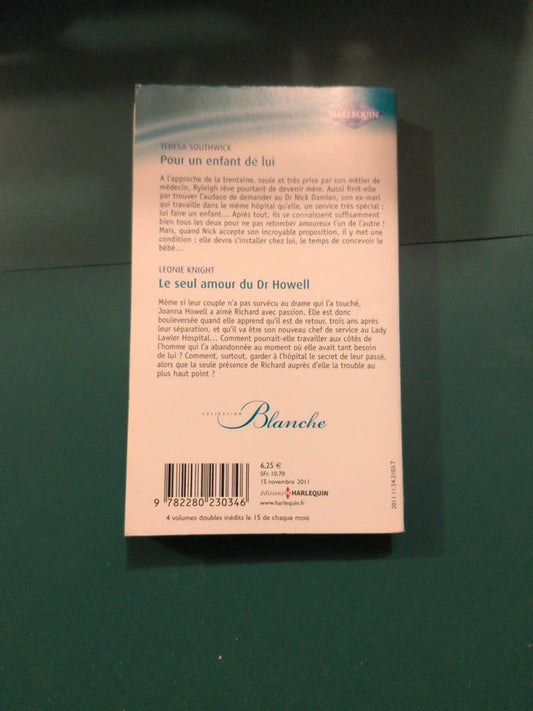 HARLEQUIN
TERESA SOUTHWICK
Pour un enfant de lui
A l'approche de la trentaine, seule et très prise par son métier de
médecin, Ryleigh rêve pourtant de devenir mère. Aussi finit-elle
par trouver l'audace de demander au Dr Nick Damian, son ex-mari
qui travaille dans le même hôpital qu'elle, un service très spécial :
lui faire un enfant... Après tout, ils se connaissent suffisamment
bien tous les deux pour ne pas retomber amoureux l'un de l'autre !
Mais, quand Nick accepte son incroyable proposition, il y met une
condition : elle devra s'installer chez lui, le temps de concevoir le
bébé...
LEONIE KNIGHT
Le seul amour du Dr Howell
Même si leur couple n'a pas survécu au drame qui l'a touché,
Joanna Howell a aimé Richard avec passion. Elle est donc
bouleversée quand elle apprend qu'il est de retour, trois ans après
leur séparation, et qu'il va être son nouveau chef de service au Lady
Lawler Hospital... Comment pourrait-elle travailler aux côtés de
l'homme qui l'a abandonnée au moment où elle avait tant besoin
de lui ? Comment, surtout, garder à l'hôpital le secret de leur passé,
alors que la seule présence de Richard auprès d'elle la trouble au
plus haut point ?
COLLECTION
Blanche
6,25 €
SFr. 10.70
15 novembre 2011
9 782280 230346
éditions HARLEQUIN
www.harlequin.fr
4 volumes doubles inédits le 15 de chaque mois
2011.11.54.2103.7